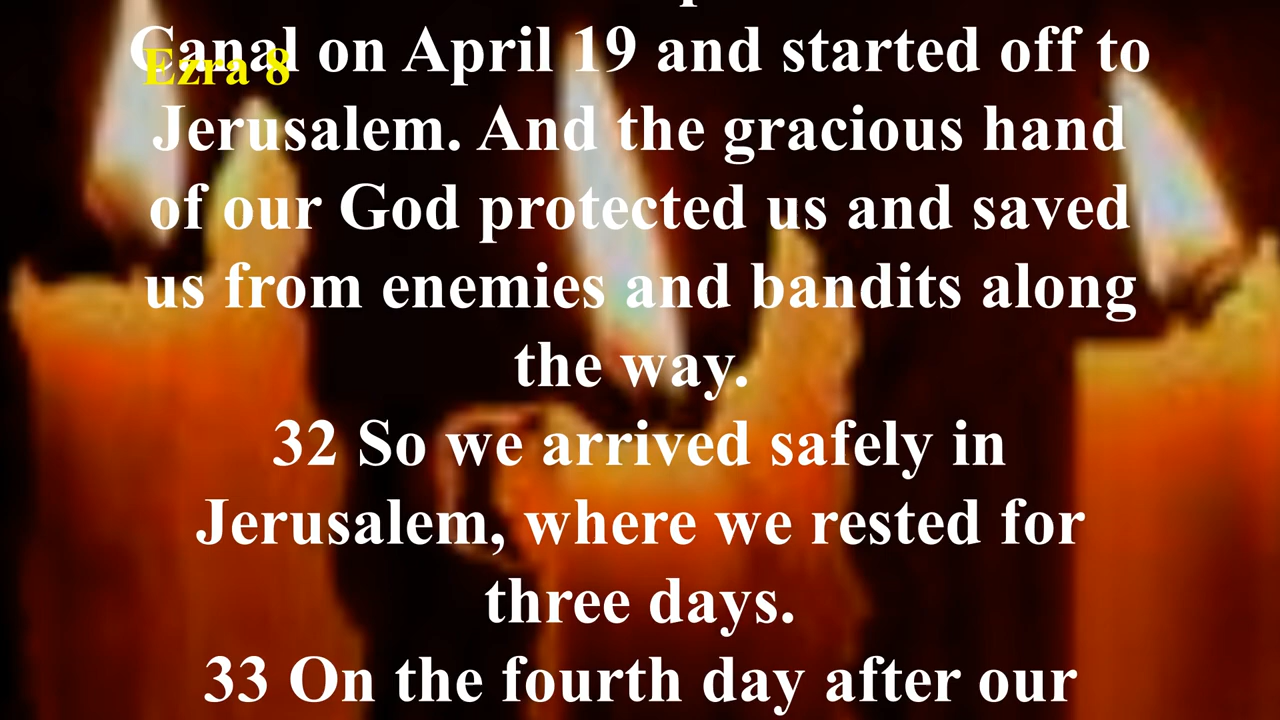 Canal on April 19 and started off to
Ezra 8
Jerusalem. And the gracious hand
of our God protected us and saved
us from enemies and bandits along
the way.
32 So we arrived safely in
Jerusalem, where we rested for
three days.
33 On the fourth day after our